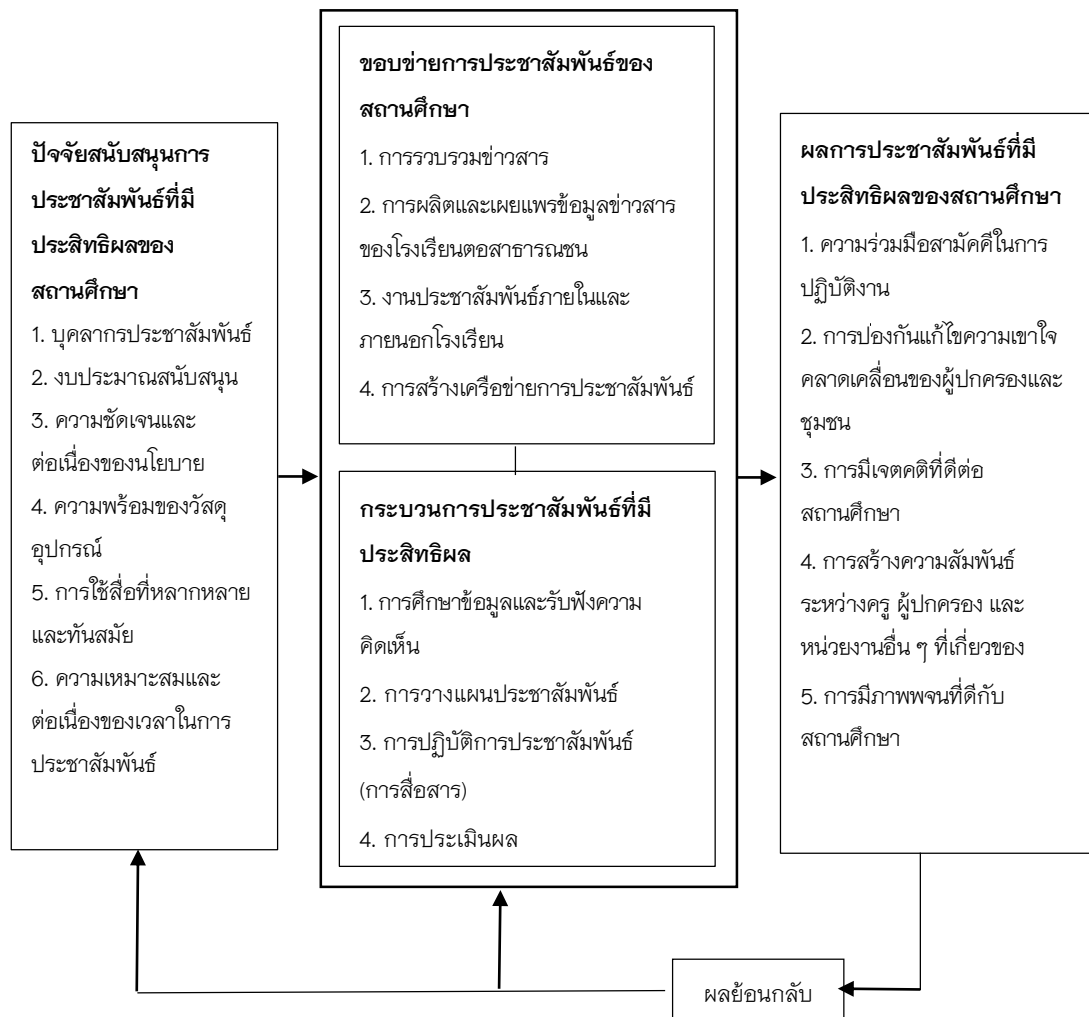 ปัจจัยสนับสนุนการ
ประชาสัมพันธ์ที่มี
ประสิทธิผลของ
สถานศึกษา
1. บุคลากรประชาสัมพันธ์
2. งบประมาณสนับสนุน
3. ความชัดเจนและ
ต่อเนื่องของนโยบาย
4. ความพร้อมของวัสดุ
อุปกรณ์
5. การใช้สื่อที่หลากหลาย
และทันสมัย
6. ความเหมาะสมและ
ต่อเนื่องของเวลาในการ
ประชาสัมพันธ์
ขอบข่ายการประชาสัมพันธ์ของ
สถานศึกษา
1. การรวบรวมข่าวสาร
2. การผลิตและเผยแพรข้อมูลข่าวสาร
ของโรงเรียนตอสาธารณชน
3. งานประชาสัมพันธ์ภายในและ
ภายนอกโรงเรียน
4. การสร้างเครือข่ายการประชาสัมพันธ์
กระบวนการประชาสัมพันธ์ที่มี
ประสิทธิผล
1. การศึกษาข้อมูลและรับฟังความ
คิดเห็น
2. การวางแผนประชาสัมพันธ์
3. การปฏิบัติการประชาสัมพันธ์
(การสื่อสาร)
4. การประเมินผล
ผลการประชาสัมพันธ์ที่มี
ประสิทธิผลของสถานศึกษา
1. ความร่วมมือสามัคคีในการ
ปฏิบัติงาน
2. การป่องกันแก้ไขความเขาใจ
คลาดเคลื่อนของผู้ปกครองและ
ชุมชน
3. การมีเจตคติที่ดีต่อ
สถานศึกษา
4. การสร้างความสัมพันธ์
ระหว่างครู ผู้ปกครอง และ
หน่วยงานอื่น ๆ ที่เกี่ยวของ
5. การมีภาพพจนที่ดีกับ
สถานศึกษา
ผลย้อนกลับ